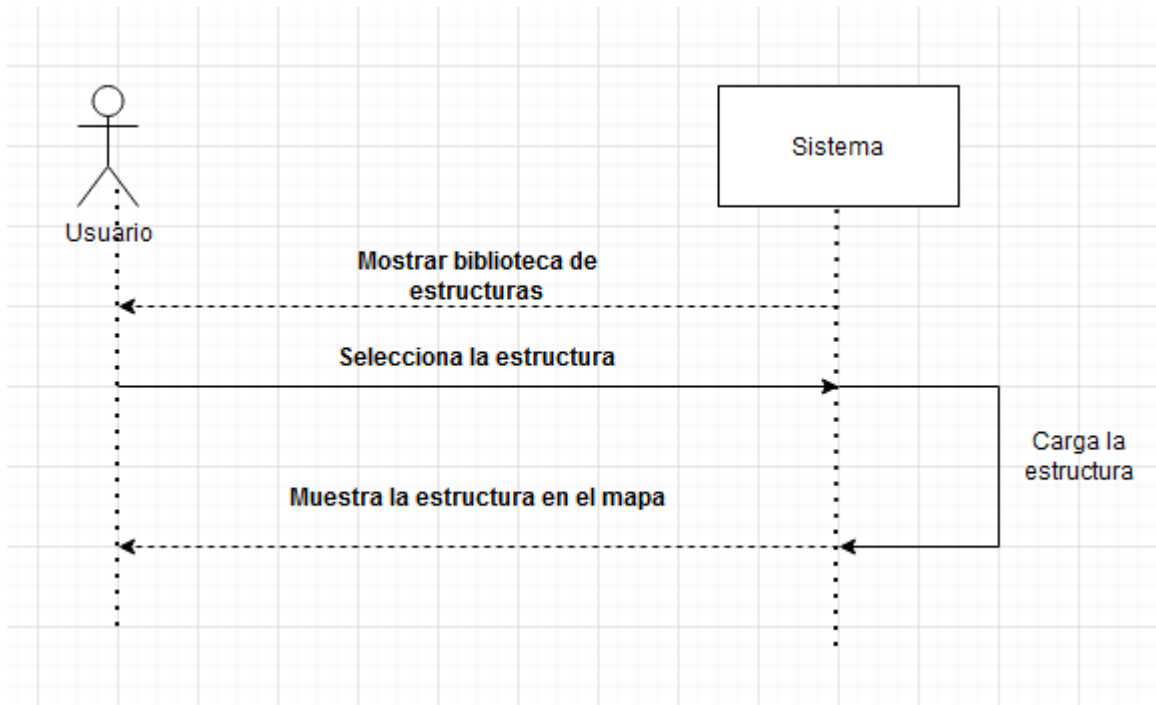 Sistema
Usuario
Mostrar biblioteca de
estructuras
Selecciona la estructura
Carga la
estructura
Muestra la estructura en el mapa